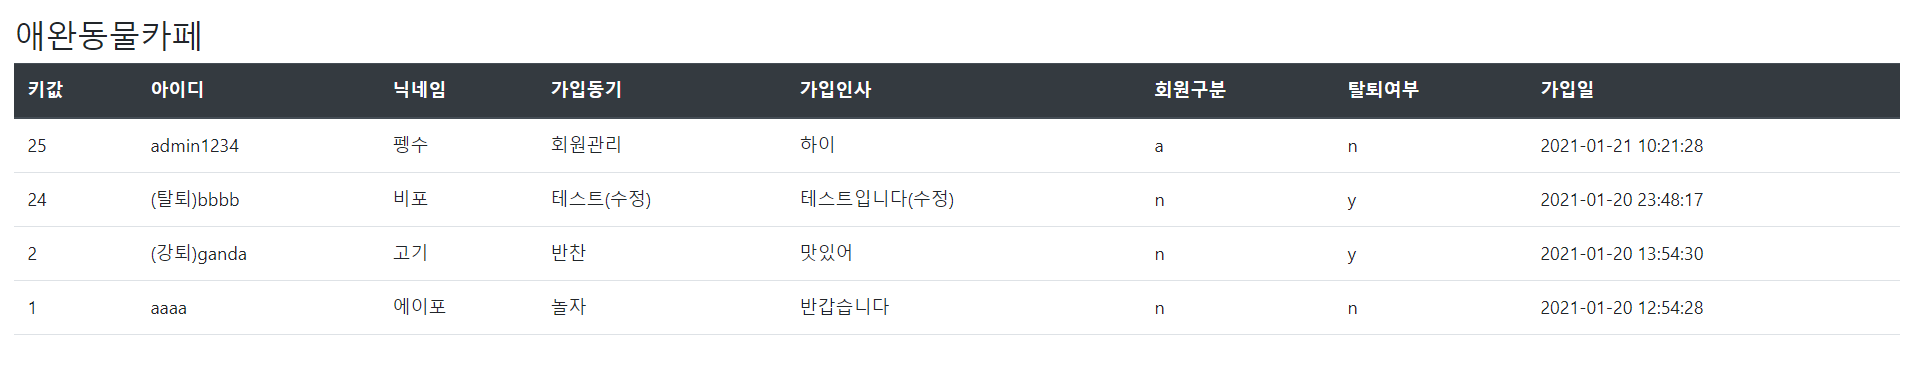 애완동물카페
키값 아이디 닉네임 가입동기 가입인사 회원구분 탈퇴여부 가입일
25 admin1234 펭수 회원관리 하이 a n 2021-01-21 10:21:28
24 (탈퇴)bbbb 비포 테스트(수정) 테스트입니다(수정) n y 2021-01-20 23:48:17
2 (강퇴)ganda 고기 반찬 맛있어 n y 2021-01-20 13:54:30
1 aaaa 에이포 놀자 반갑습니다 n n 2021-01-20 12:54:28